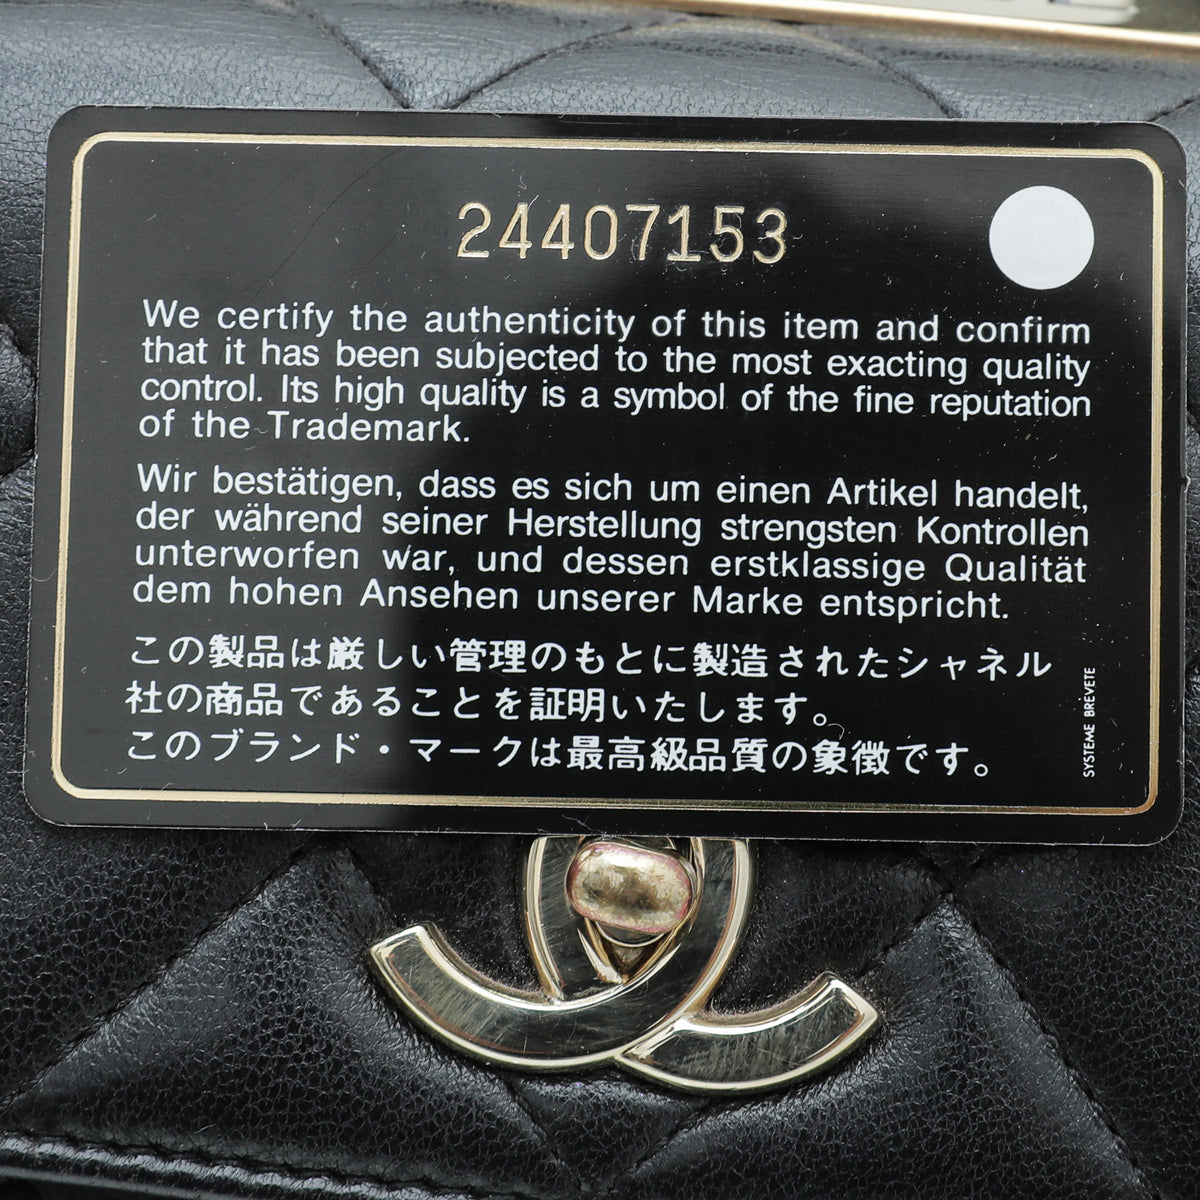 24407153
We certify the authenticity of this item and confirm
that it has been subjected to the most exacting quality
control. Its high quality is a symbol of the fine reputation
of the Trademark.
Wir bestätigen, dass es sich um einen Artikel handelt,
der während seiner Herstellung strengsten Kontrollen
unterworfen war, und dessen erstklassige Qualität
dem hohen Ansehen unserer Marke entspricht.
この製品は厳しい管理のもとに製造されたシャネル
社の商品であることを証明いたします。
このブランド・マークは最高級品質の象徴です。
SYSTEME BREVETE